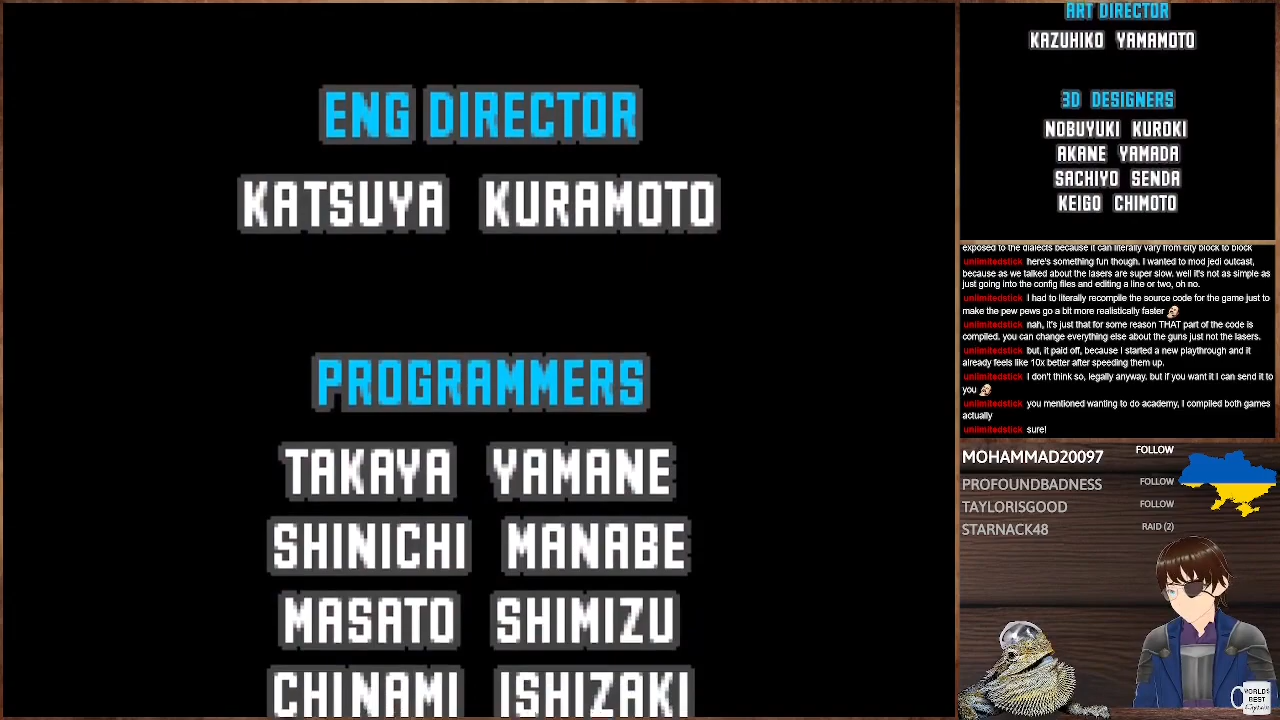 ENG DIRECTOR
KATSUYA KURAMOTO
PROGRAMMERS
TAKAYA YAMANE
SHINICHI MANABE
MASATO SHIMIZU
CHINAMI ISHIZAKI
ART DIRECTOR
KAZUHIKO YAMAMOTO
3D DESIGNERS
NOBUYUKI KUROKI
AKANE YAMADA
SACHIYO SENDA
KEIGO CHIMOTO
exposed to the dialects because it can literally vary from city block to block
unlimitedstick here's something fun though. I wanted to mod jedi outcast,
because as we talked about the lasers are super slow. well it's not as simple as
just going into the config files and editing a line or two, oh no.
unlimitedstick I had to literally recompile the source code for the game just to
make the pew pews go a bit more realistically faster
unlimitedstick nah, it's just that for some reason THAT part of the code is
compiled. you can change everything else about the guns just not the lasers.
unlimitedstick but, it paid off, because I started a new playthrough and it
already feels like 10x better after speeding them up.
unlimitedstick I don't think so, legally anyway. but if you want it I can send it to
you
unlimitedstick you mentioned wanting to do academy, I compiled both games
actually
unlimitedstick sure!
MOHAMMAD20097 FOLLOW
PROFOUNDBADNESS FOLLOW
TAYLORISGOOD FOLLOW
STARNACK48 RAID (2)
WORLDS
BEST
Captain